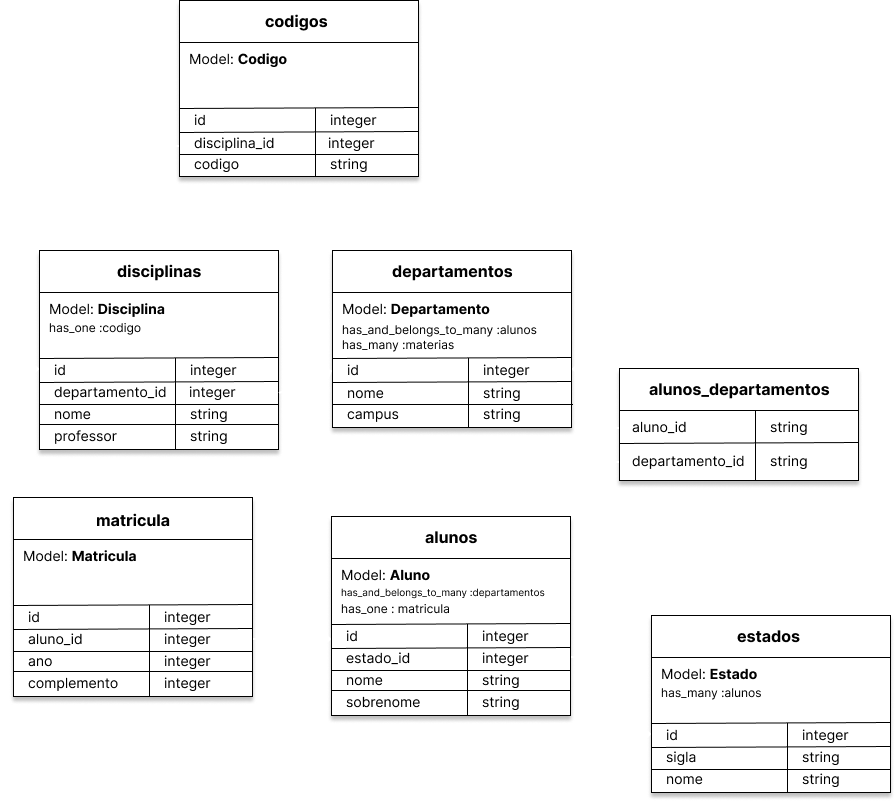 codigos
Model: Codigo
id integer
disciplina_id integer
codigo string
disciplinas
Model: Disciplina
has_one :codigo
id integer
departamento_id integer
nome string
professor string
departamentos
Model: Departamento
has_and_belongs_to_many :alunos
has_many :materias
id integer
nome string
campus string
alunos_departamentos
aluno_id string
departamento_id string
matricula
Model: Matricula
id integer
aluno_id integer
ano integer
complemento integer
alunos
Model: Aluno
has_and_belongs_to_many :departamentos
has_one : matricula
id integer
estado_id integer
nome string
sobrenome string
estados
Model: Estado
has_many :alunos
id integer
sigla string
nome string